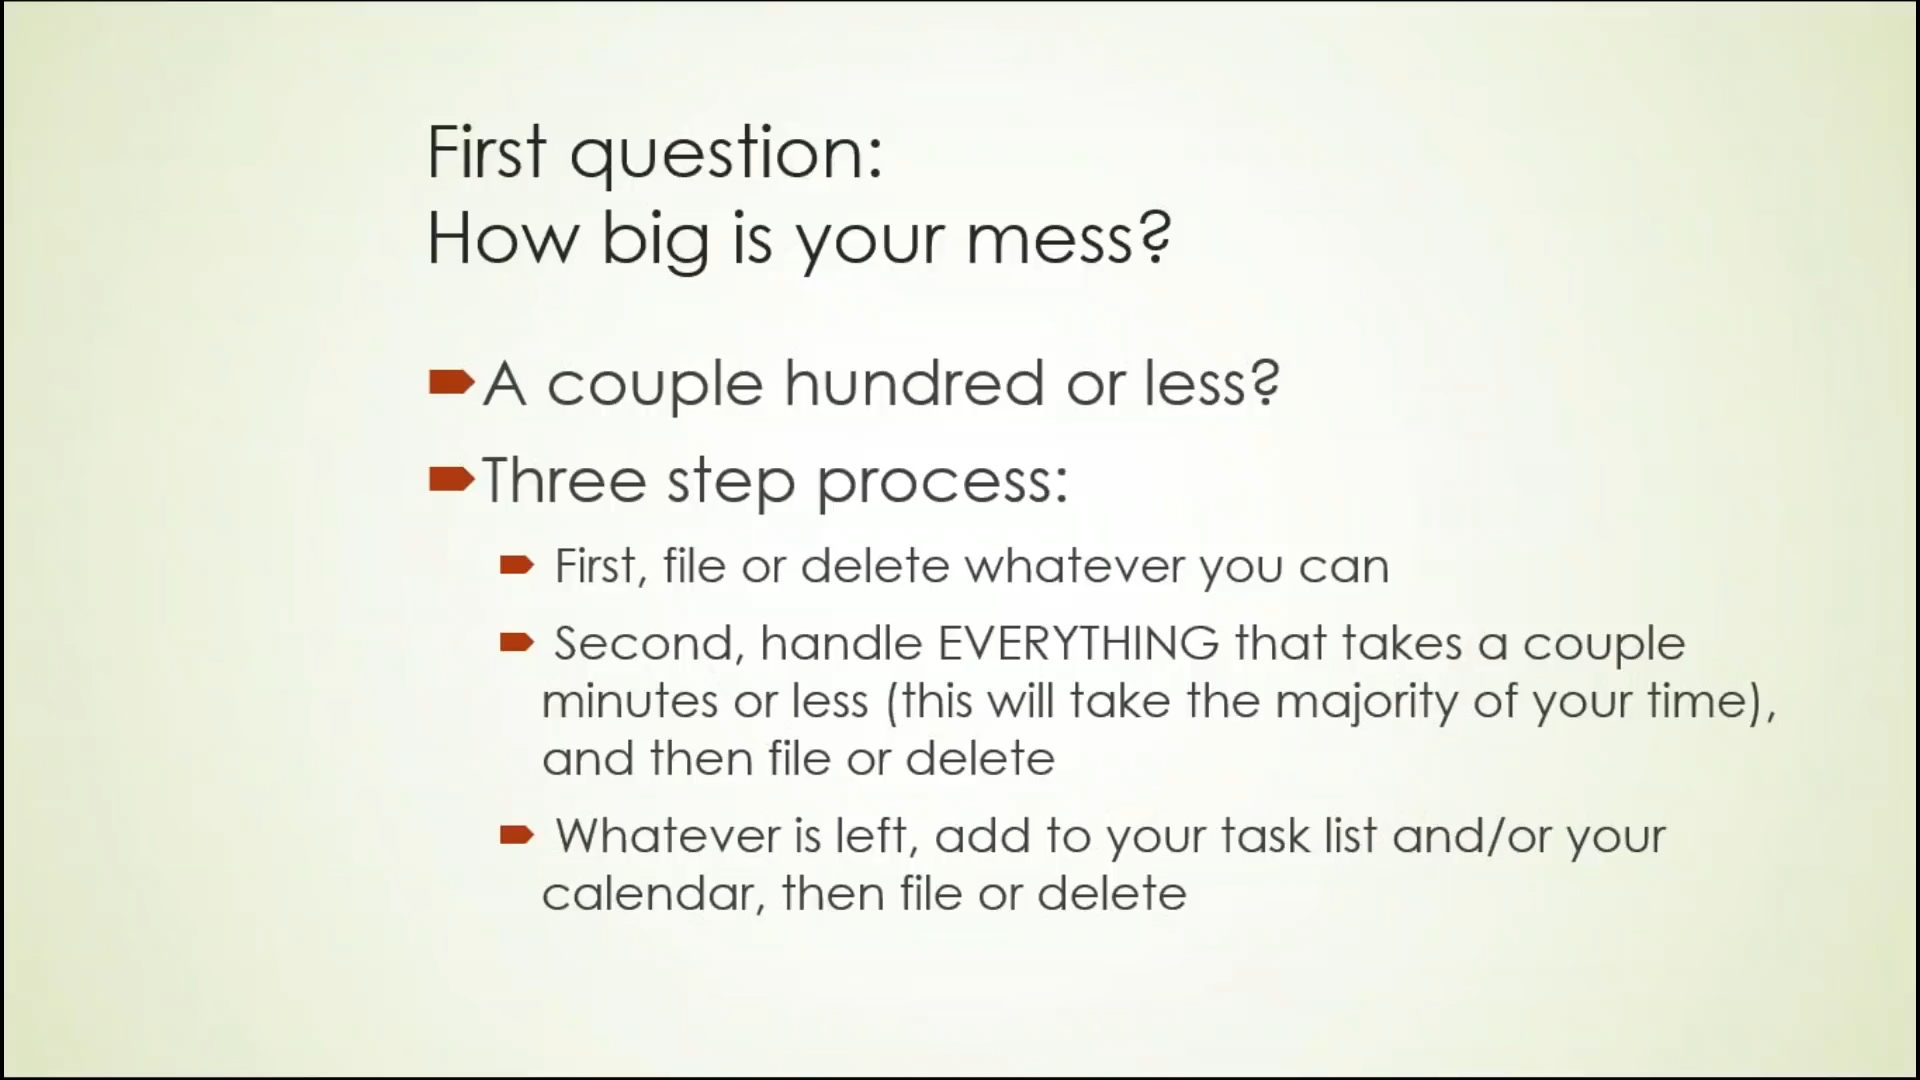 First question:
How big is your mess?
A couple hundred or less?
Three step process:
First, file or delete whatever you can
Second, handle EVERYTHING that takes a couple
minutes or less (this will take the majority of your time),
and then file or delete
Whatever is left, add to your task list and/or your
calendar, then file or delete